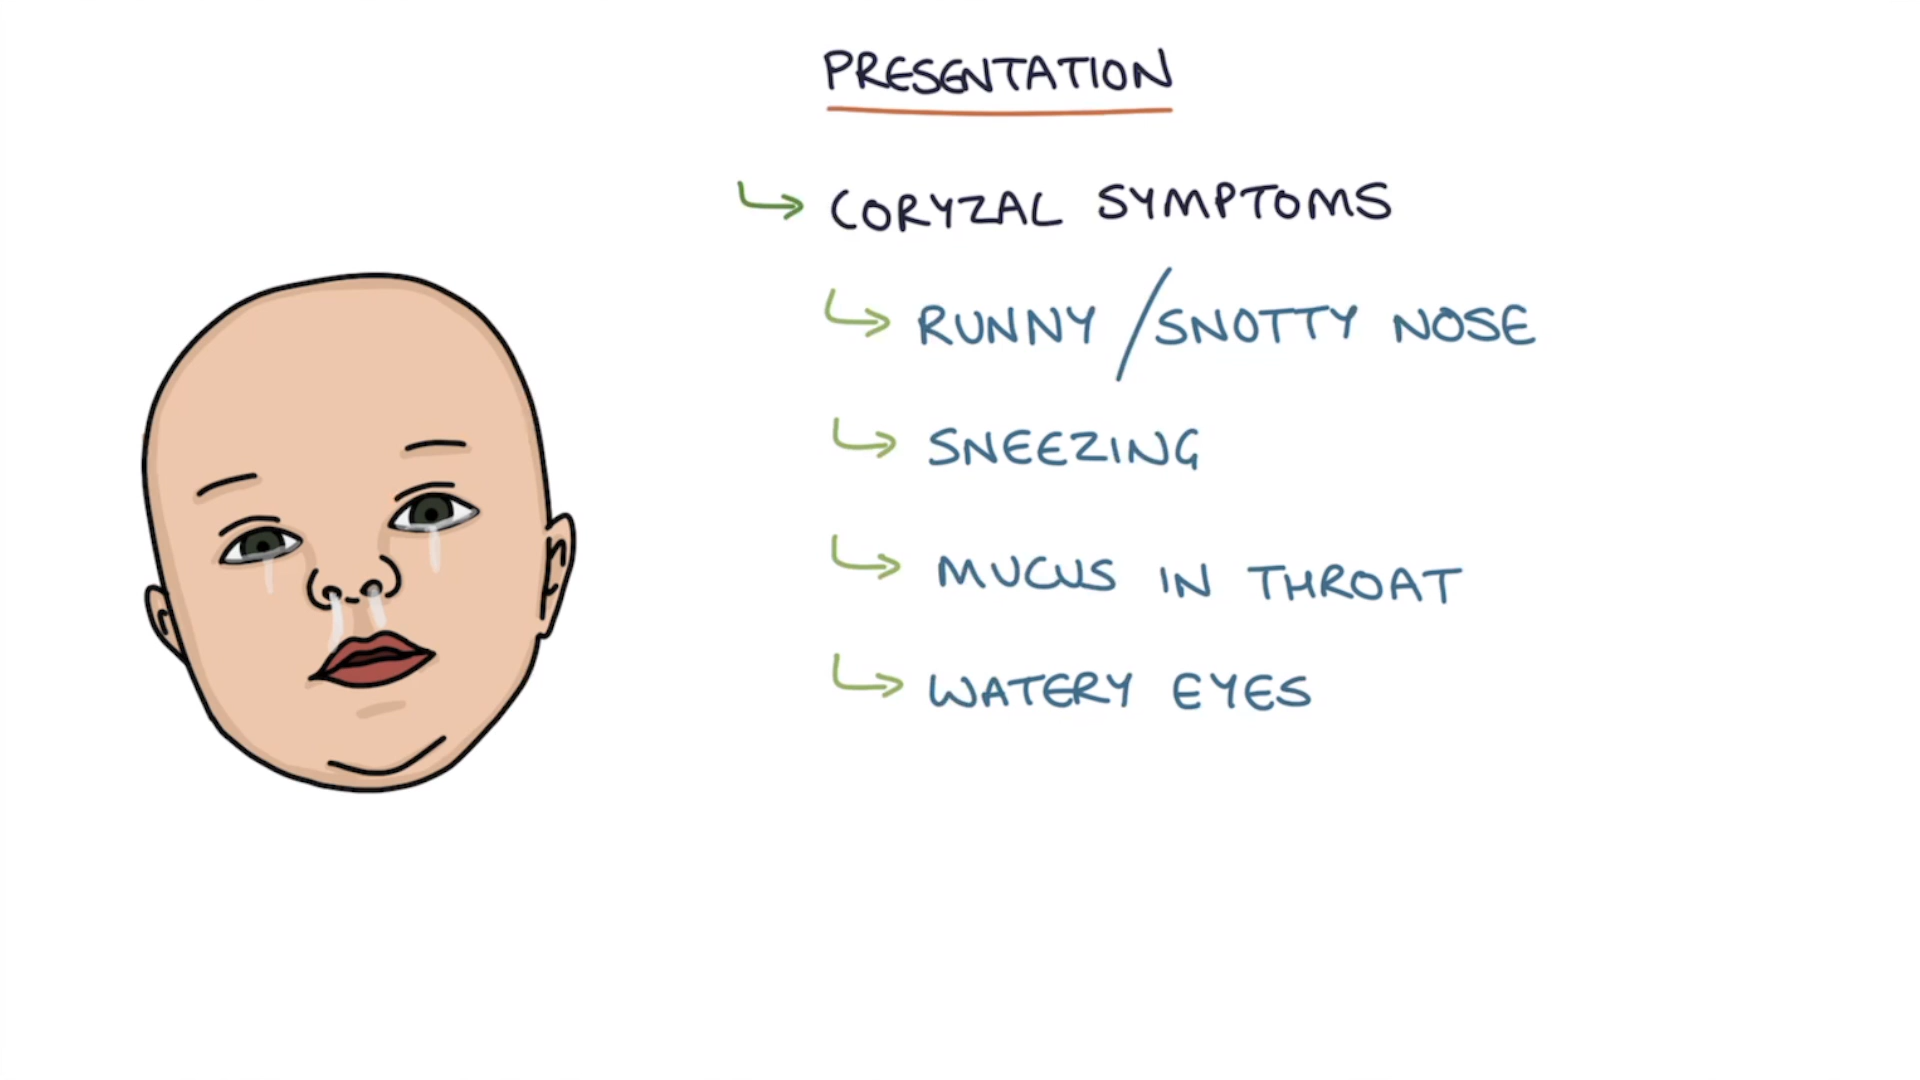 PRESENTATION
CORYZAL SYMPTOMS
RUNNY / SNOTTY NOSE
SNEEZING
MUCUS IN THROAT
WATERY EYES